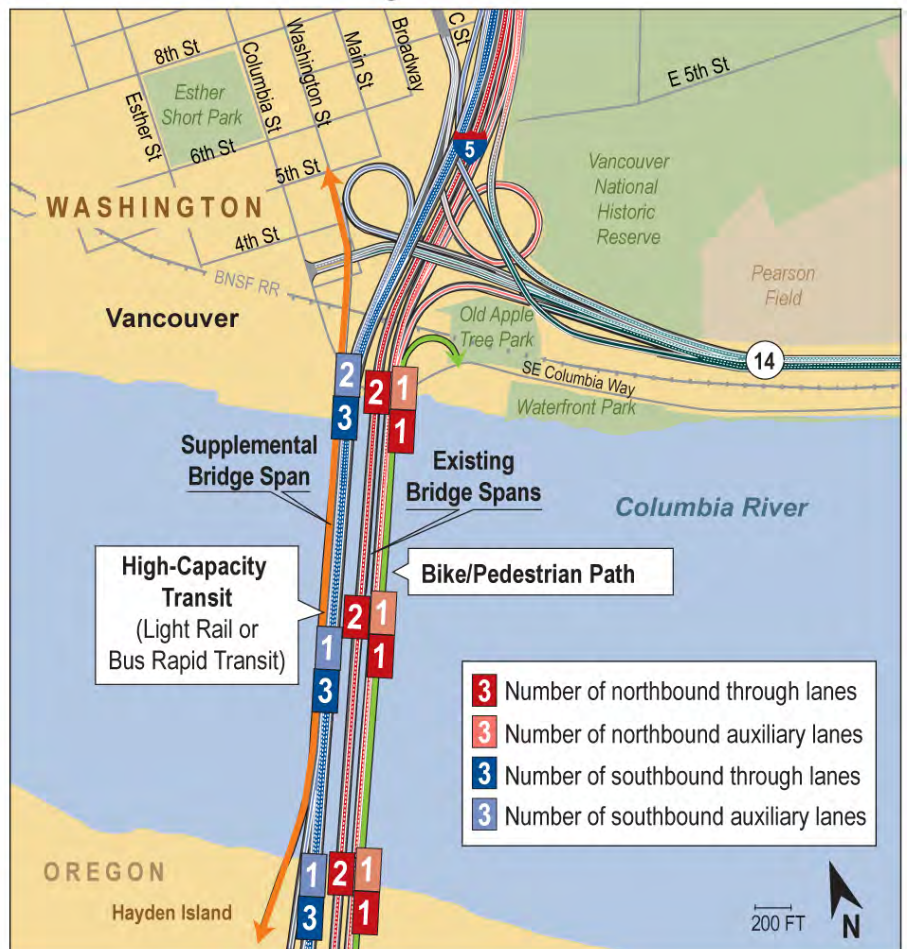 8th St
Washington St
Main St
Broadway
C St
Columbia St
Esther St
Esther
Short Park
6th St
5th St
E 5th St
5
Vancouver
National
Historic
Reserve
WASHINGTON
4th St
BNSF RR
Pearson
Field
Vancouver
Old Apple
Tree Park
14
SE Columbia Way
Waterfront Park
2
3
2
1
1
Supplemental
Bridge Span
Existing
Bridge Spans
Columbia River
High-Capacity
Transit
(Light Rail or
Bus Rapid Transit)
Bike/Pedestrian Path
1
3
2
1
1
3 Number of northbound through lanes
3 Number of northbound auxiliary lanes
3 Number of southbound through lanes
3 Number of southbound auxiliary lanes
OREGON
Hayden Island
1
3
2
1
1
200 FT
N